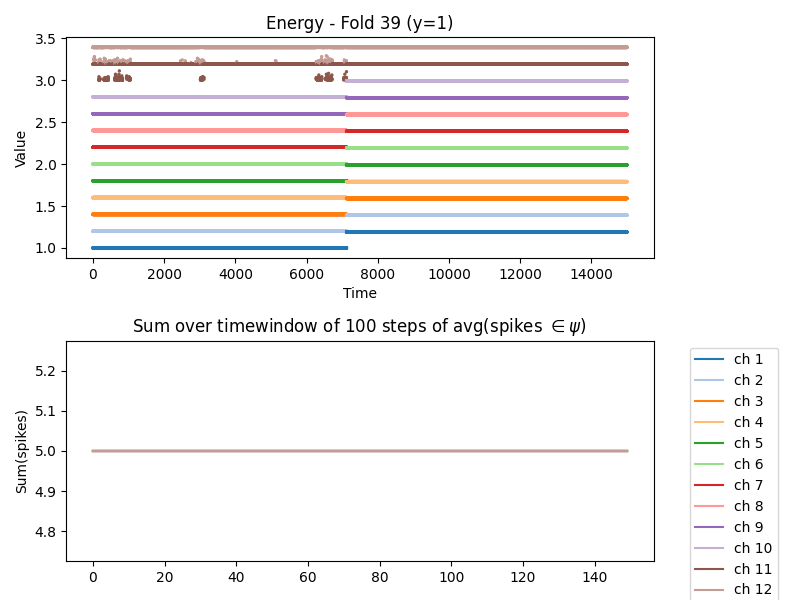 Energy - Fold 39 (y=1)
3.5
3.0
2.5
2.0
1.5
1.0
Value
0 2000 4000 6000 8000 10000 12000 14000
Time
Sum over timewindow of 100 steps of avg(spikes ∈ψ)
5.2
5.1
5.0
4.9
4.8
Sum(spikes)
0 20 40 60 80 100 120 140
ch 1
ch 2
ch 3
ch 4
ch 5
ch 6
ch 7
ch 8
ch 9
ch 10
ch 11
ch 12